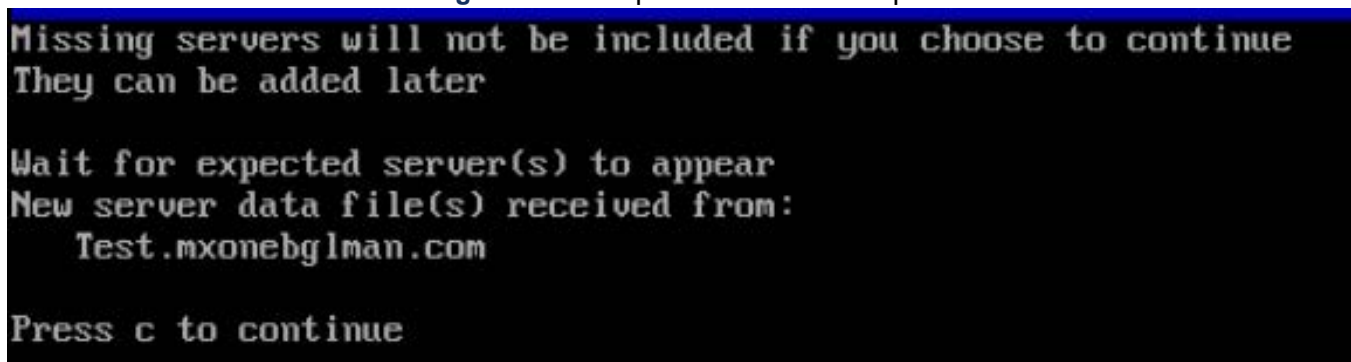 Missing servers will not be included if you choose to continue
They can be added later
Wait for expected server(s) to appear
New server data file(s) received from:
Test.mxonebglman.com
Press c to continue